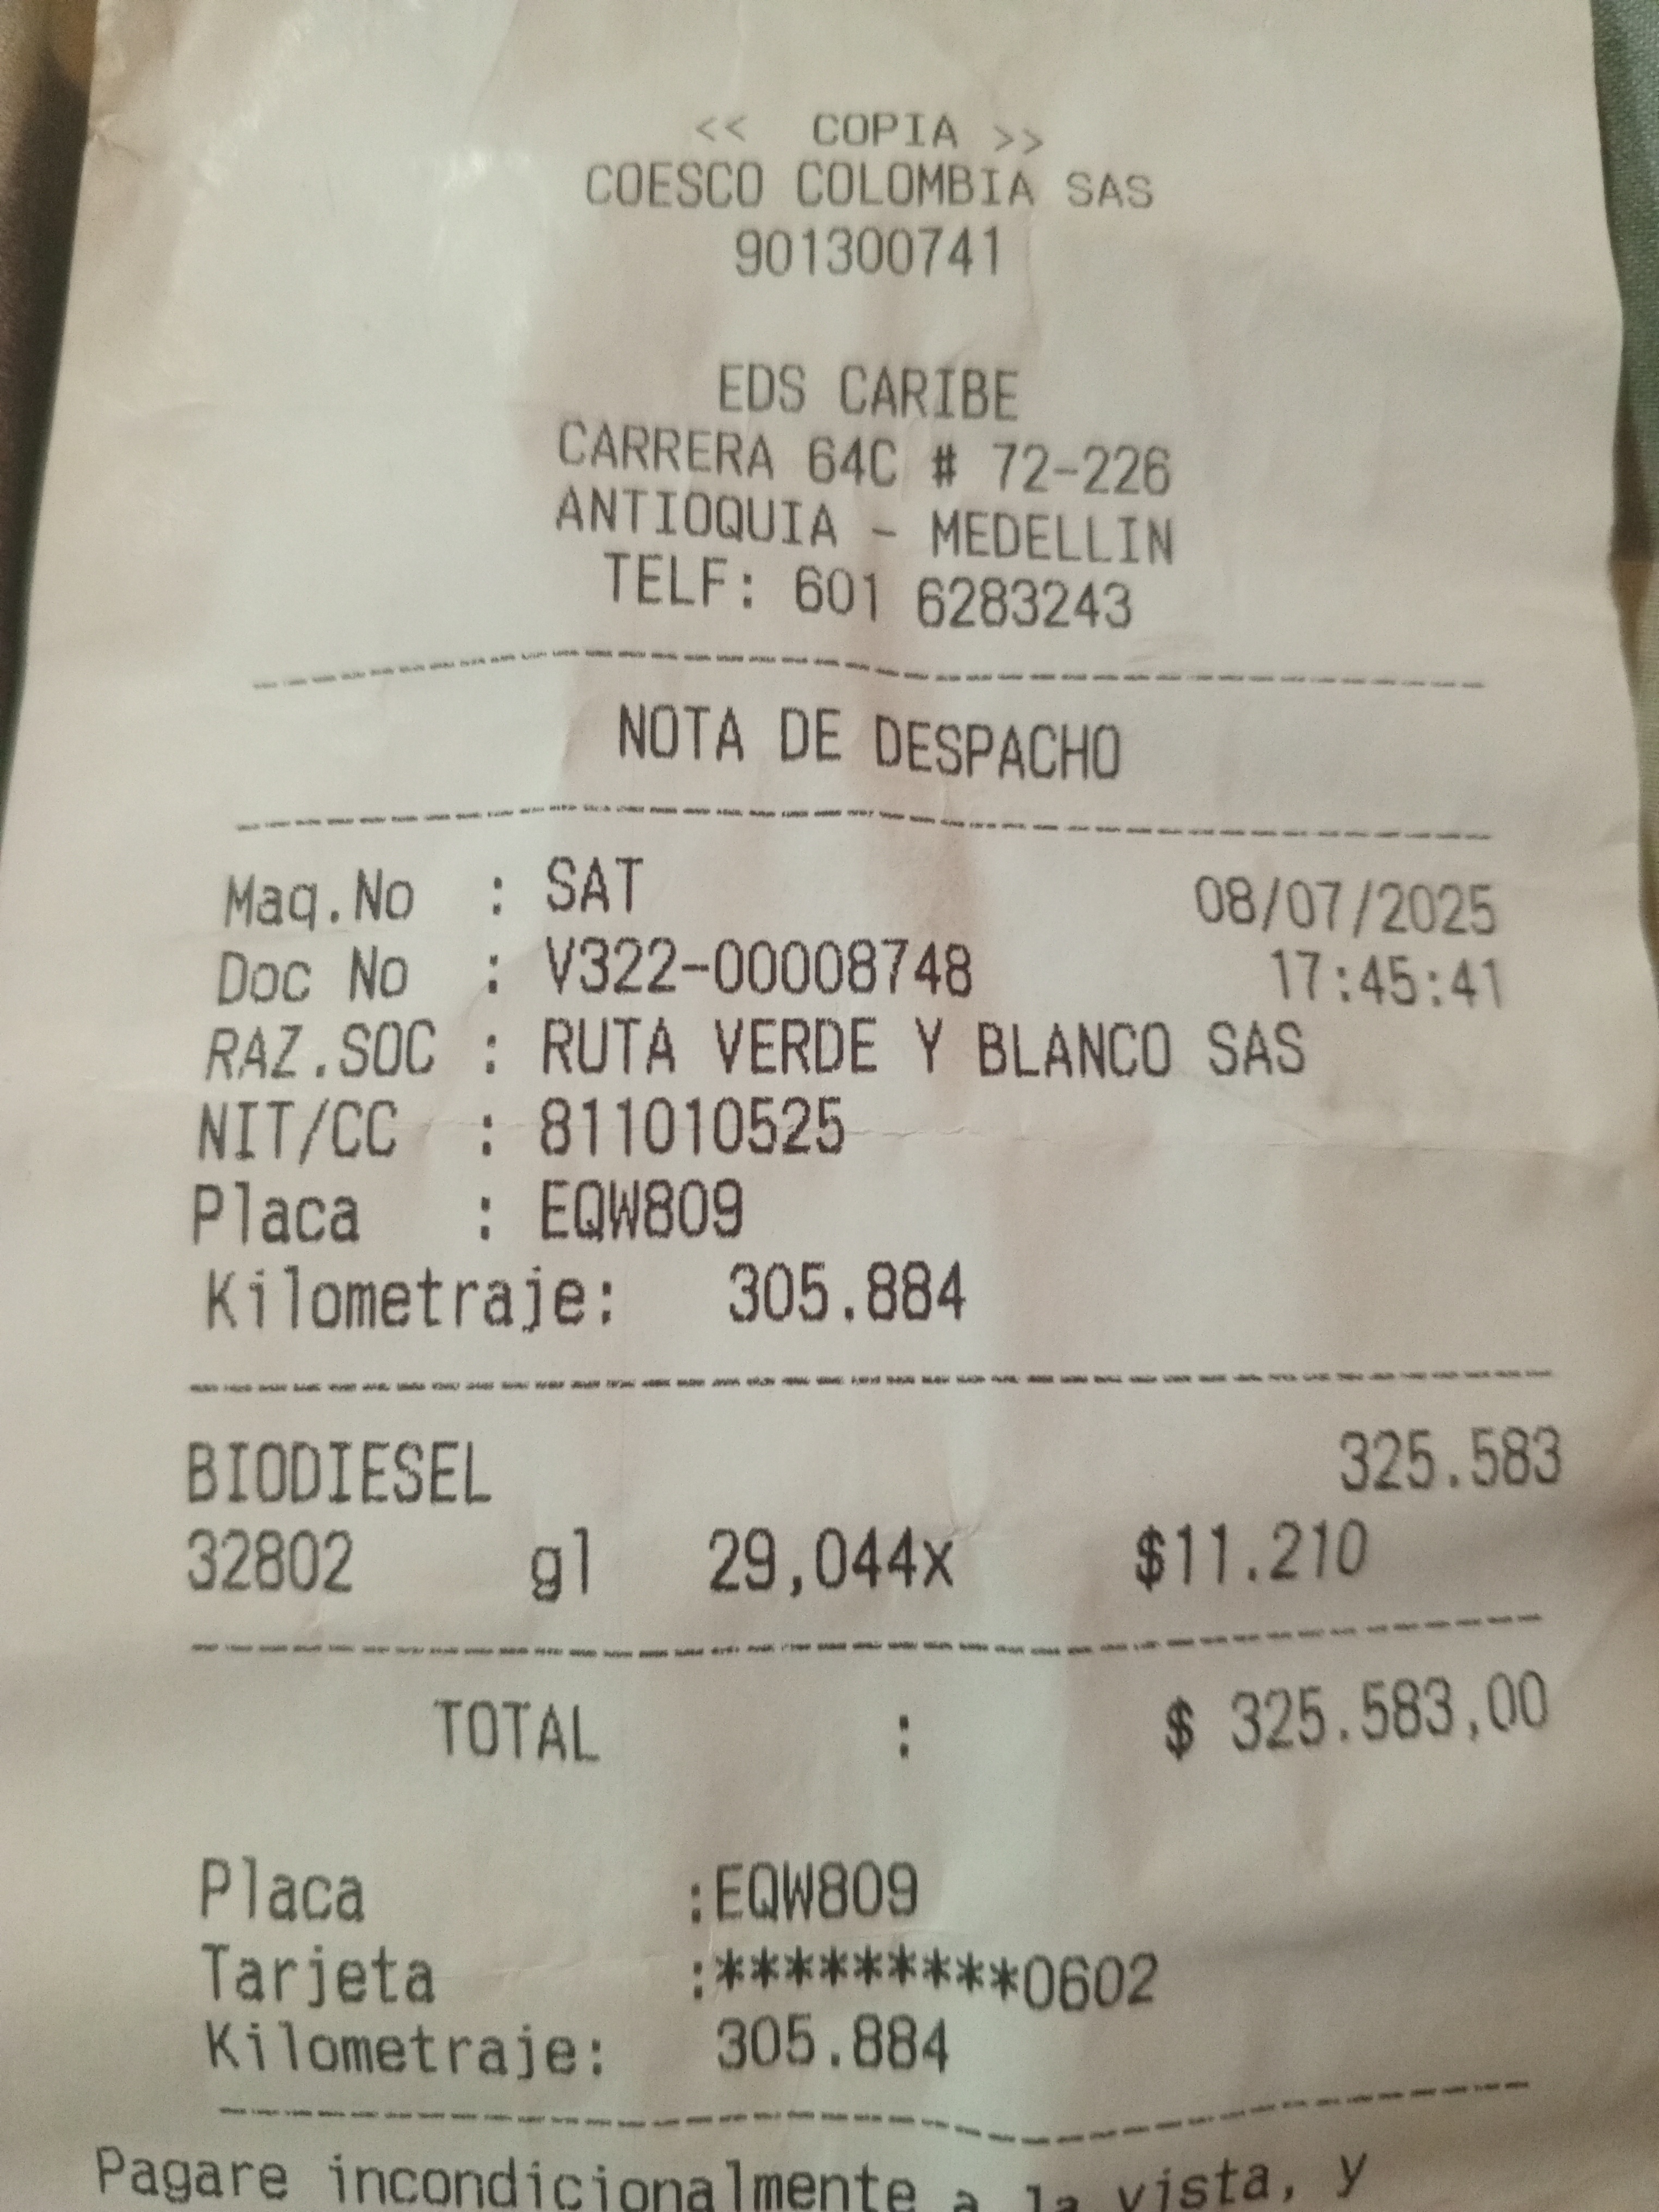 << COPIA >>
COESCO COLOMBIA SAS
901300741
EDS CARIBE
CARRERA 64C # 72-226
ANTIOQUIA - MEDELLIN
TELF: 601 6283243
NOTA DE DESPACHO
Maq.No : SAT 08/07/2025
Doc No : V322-00008748 17:45:41
RAZ.SOC : RUTA VERDE Y BLANCO SAS
NIT/CC : 811010525
Placa : EQW809
Kilometraje: 305.884
BIODIESEL 325.583
32802 gl 29,044x $11.210
TOTAL : $ 325.583,00
Placa :EQW809
Tarjeta :*********0602
Kilometraje: 305.884
Pagare incondicionalmente a la vista, y